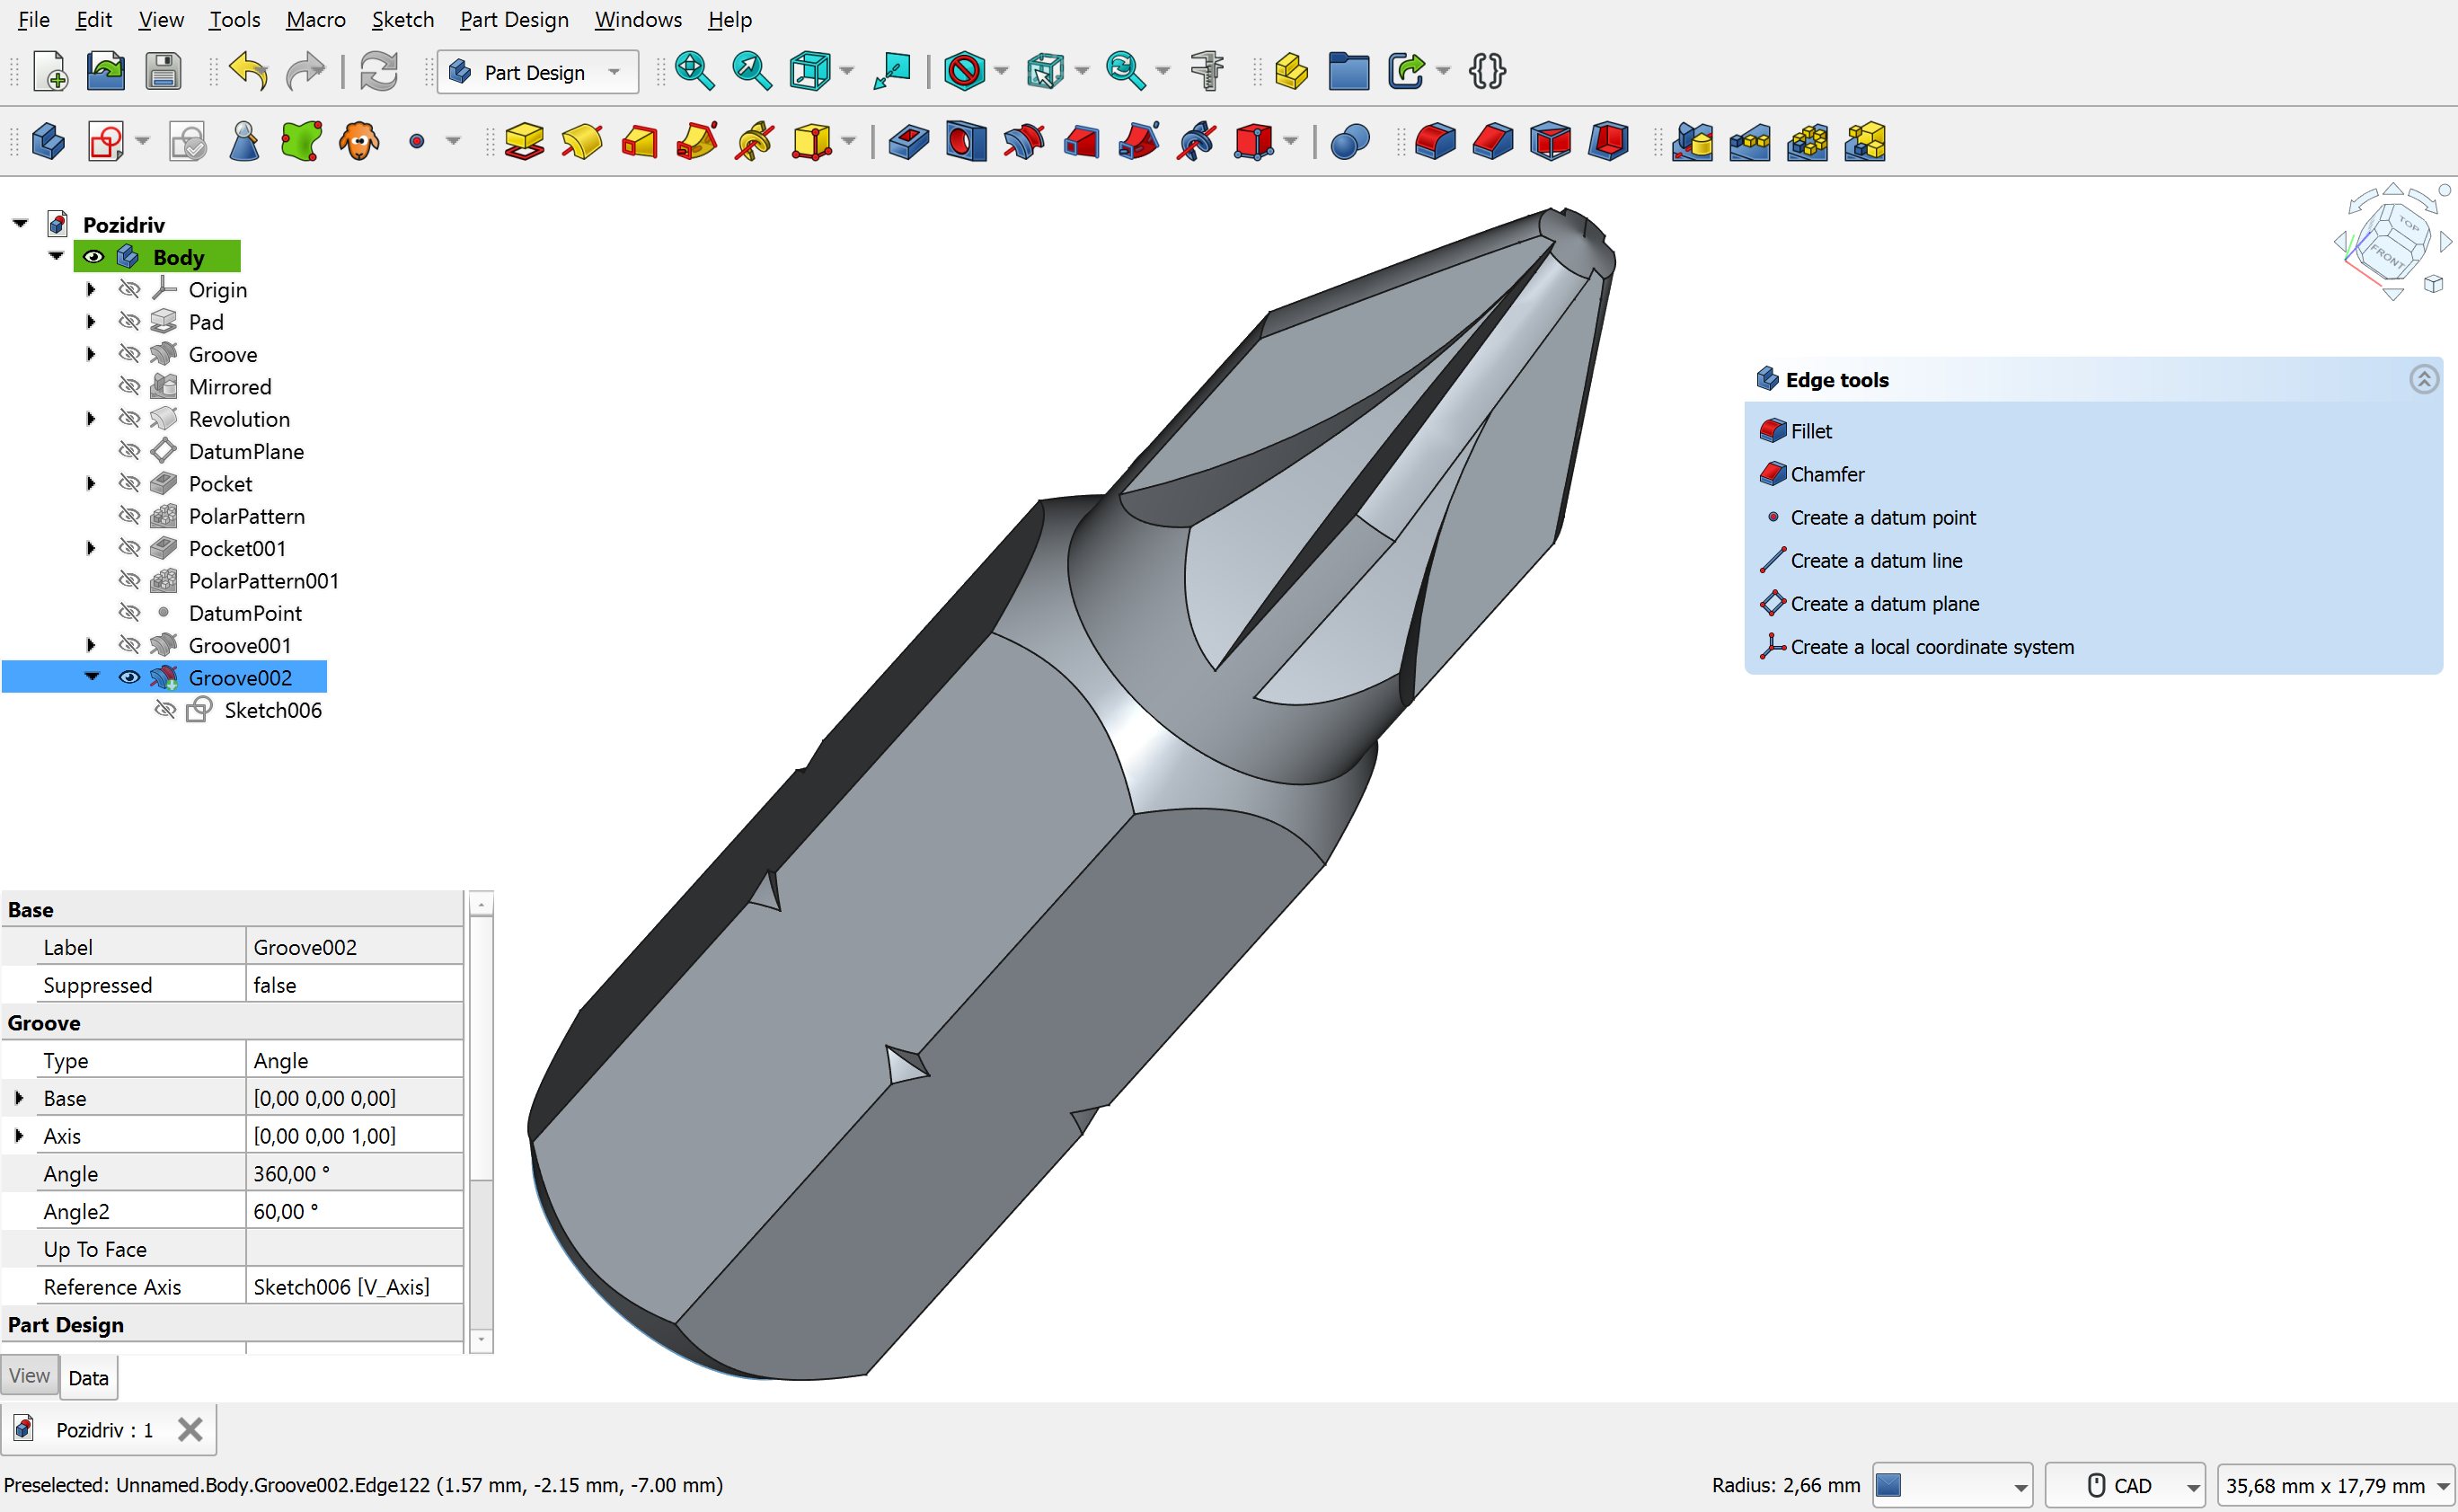 File Edit View Tools Macro Sketch Part Design Windows Help
Part Design
Pozidriv
Body
Origin
Pad
Groove
Mirrored
Revolution
DatumPlane
Pocket
PolarPattern
Pocket001
PolarPattern001
DatumPoint
Groove001
Groove002
Sketch006
TOP
FRONT
Edge tools
Fillet
Chamfer
Create a datum point
Create a datum line
Create a datum plane
Create a local coordinate system
Base
Label Groove002
Suppressed false
Groove
Type Angle
Base [0,00 0,00 0,00]
Axis [0,00 0,00 1,00]
Angle 360,00 °
Angle2 60,00 °
Up To Face
Reference Axis Sketch006 [V_Axis]
Part Design
View Data
Pozidriv : 1
Preselected: Unnamed.Body.Groove002.Edge122 (1.57 mm, -2.15 mm, -7.00 mm)
Radius: 2,66 mm
CAD
35,68 mm x 17,79 mm